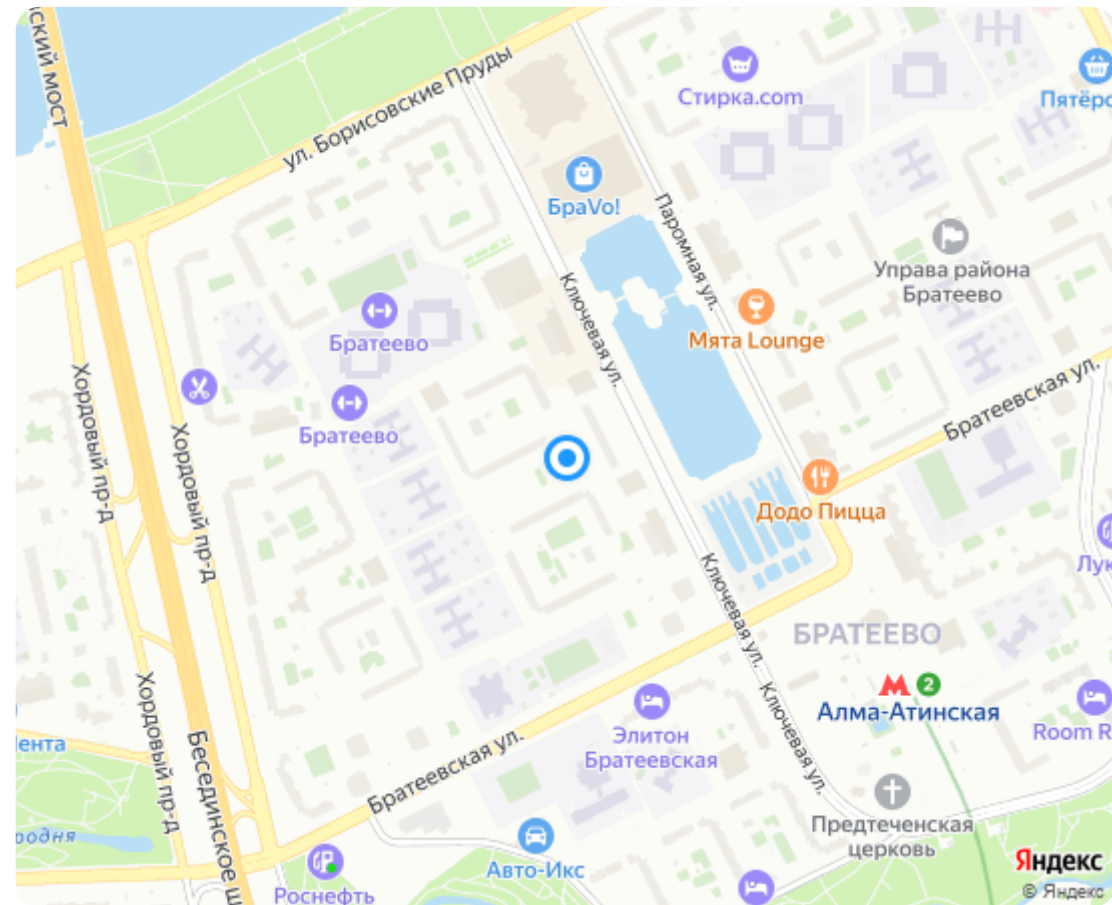 ский мост
ул. Борисовские Пруды
Стирка.com
Пятёро
БраVo!
Паромная ул.
Управа района
Братеево
Ключевая ул.
Мята Lounge
Братеево
Братеево
Хордовый пр-д
Хордовый пр-д
Братеевская ул.
Додо Пицца
Лук
Ключевая ул.
БРАТЕЕВО
2
Алма-Атинская
Ключевая ул.
Хордовый пр-д
Лента
Бесединское ш
Элитон
Братеевская
Room R
Братеевская ул.
Предтеченская
церковь
родня
Авто-Икс
Роснефть
Яндекс
© Яндекс